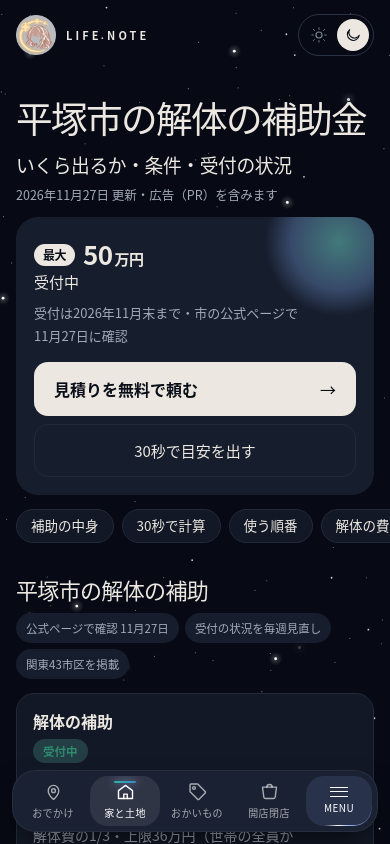 LIFE.NOTE
平塚市の解体の補助金
いくら出るか・条件・受付の状況
2026年11月27日 更新・広告（PR）を含みます
最大 50万円
受付中
受付は2026年11月末まで・市の公式ページで
11月27日に確認
見積りを無料で頼む →
30秒で目安を出す
補助の中身 30秒で計算 使う順番 解体の費
平塚市の解体の補助
公式ページで確認 11月27日 受付の状況を毎週見直し
関東43市区を掲載
解体の補助
受付中
おでかけ 家と土地 おかいもの 開店閉店 MENU
解体費の1/3・上限36万円（世帯の全員が